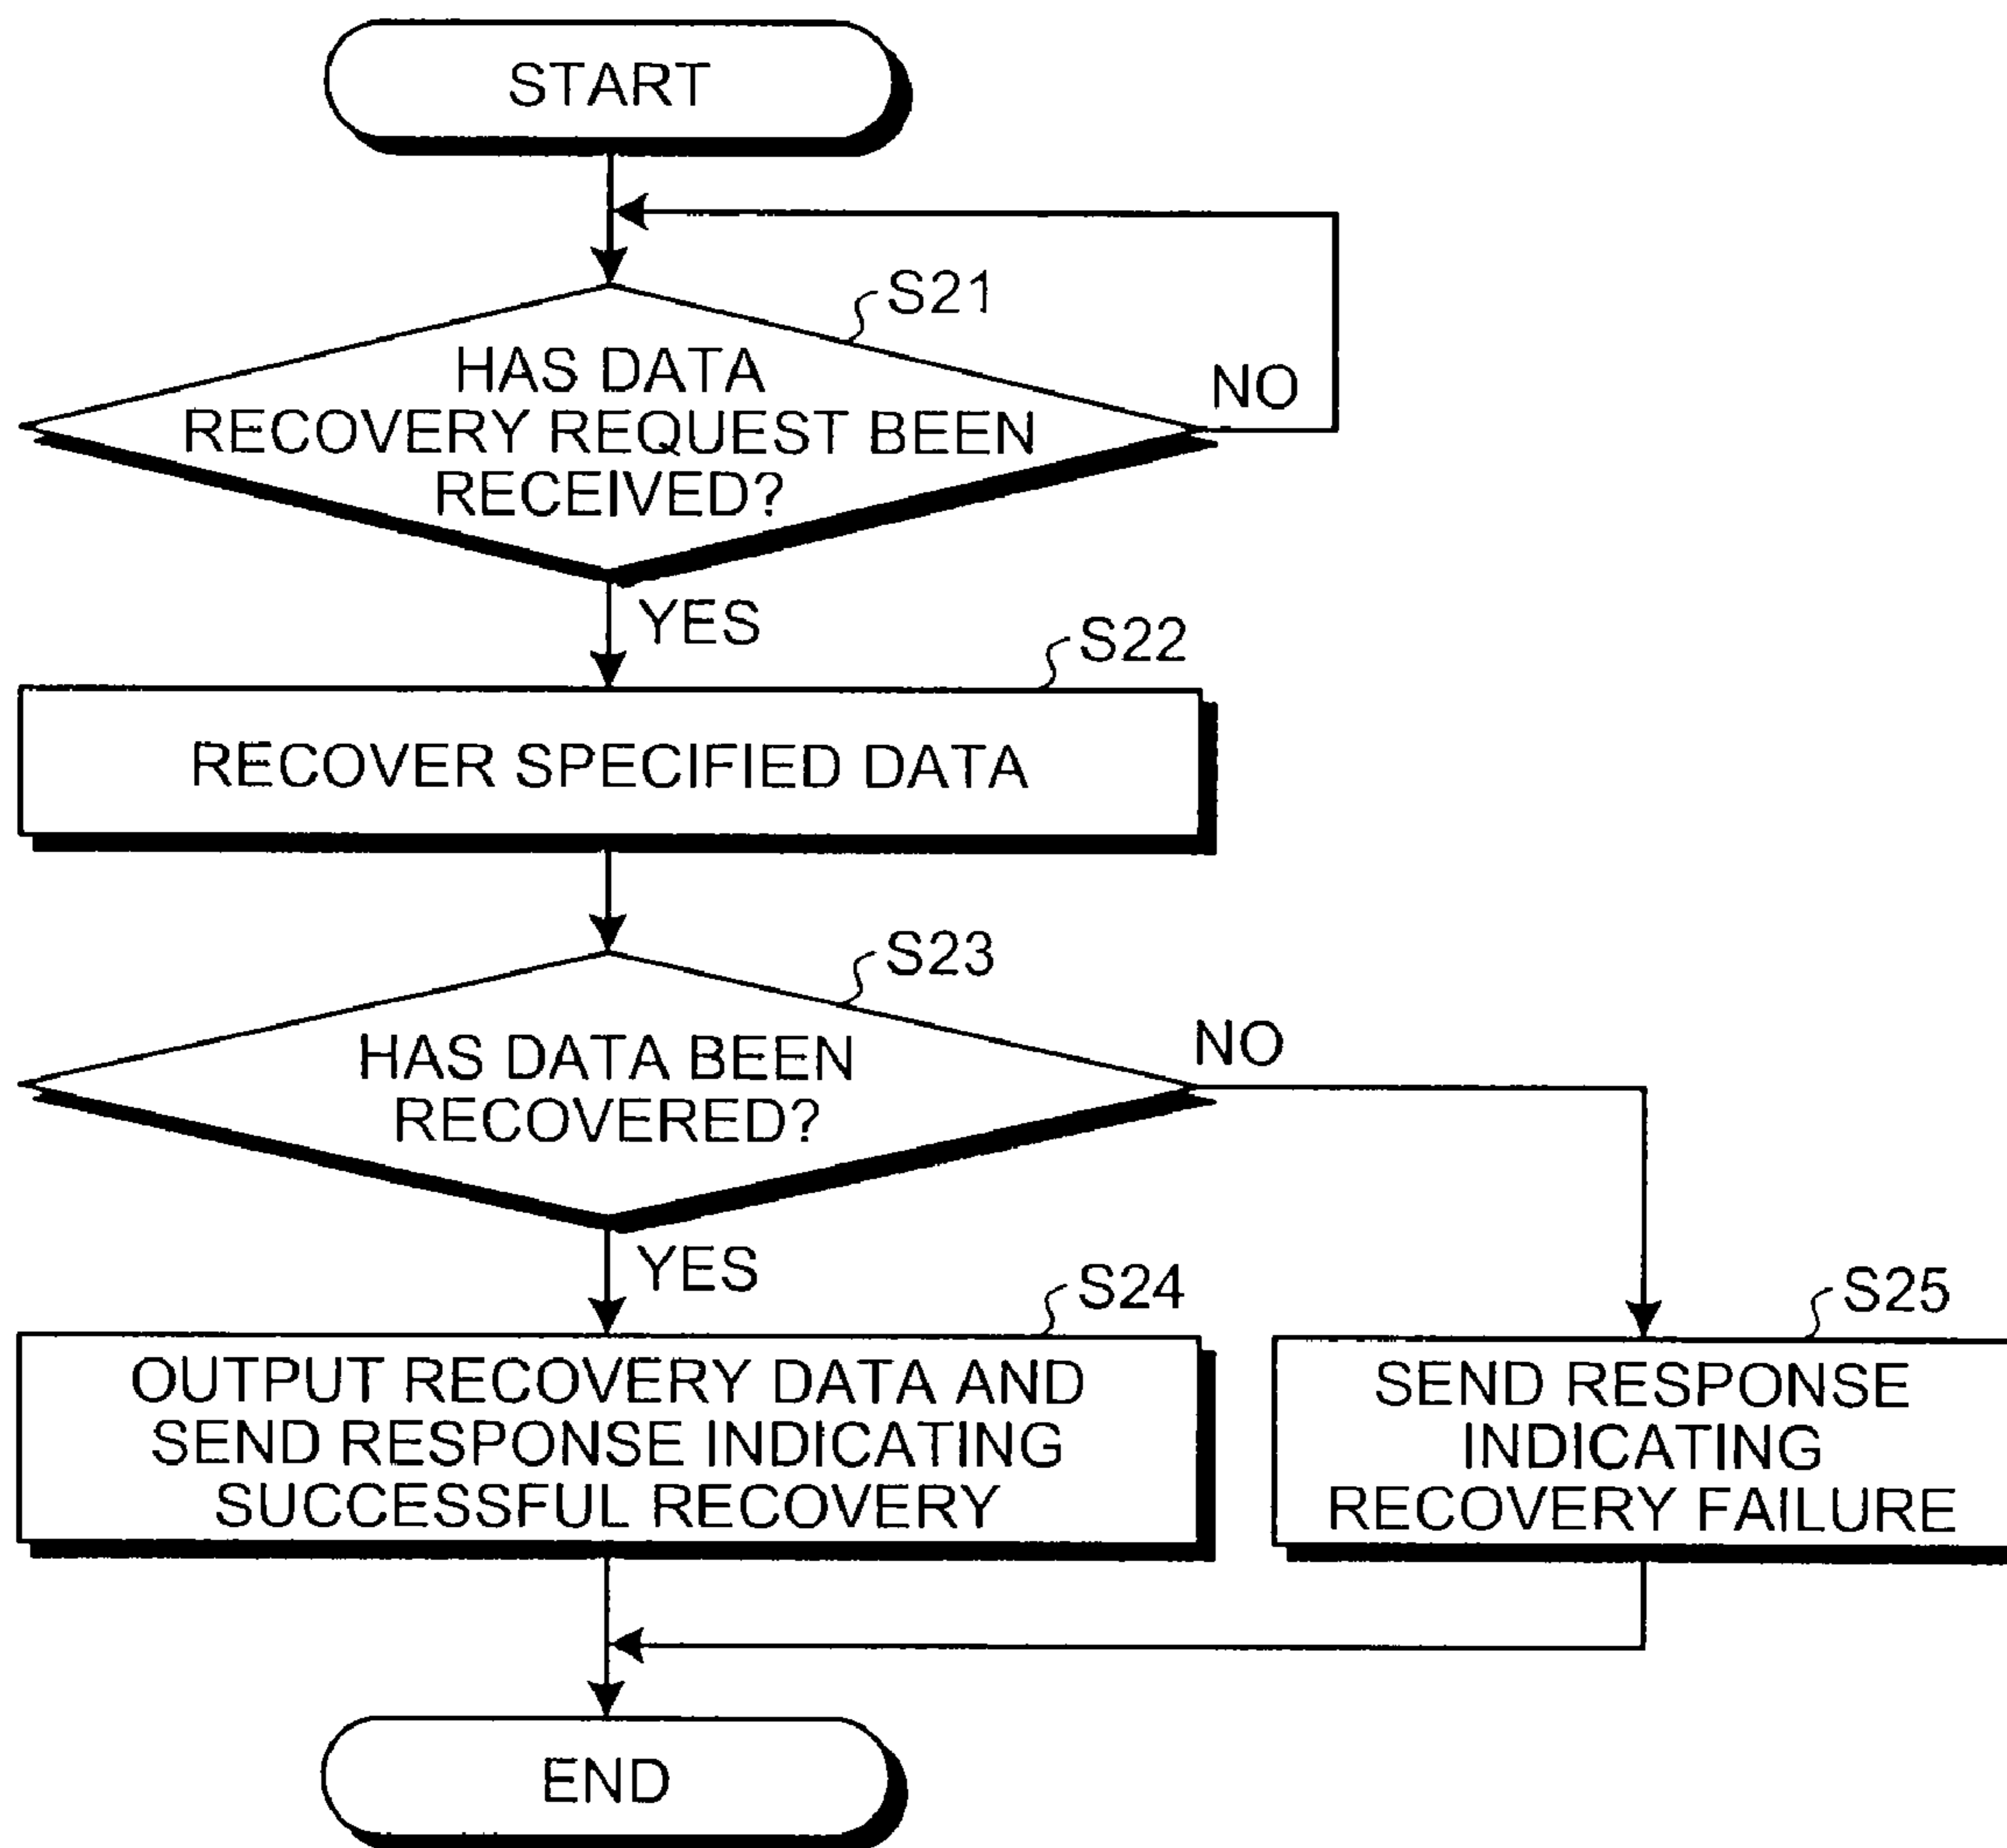 START
S21
HAS DATA
RECOVERY REQUEST BEEN
RECEIVED?
NO
YES
S22
RECOVER SPECIFIED DATA
S23
HAS DATA BEEN
RECOVERED?
NO
YES
S24
OUTPUT RECOVERY DATA AND
SEND RESPONSE INDICATING
SUCCESSFUL RECOVERY
S25
SEND RESPONSE
INDICATING
RECOVERY FAILURE
END